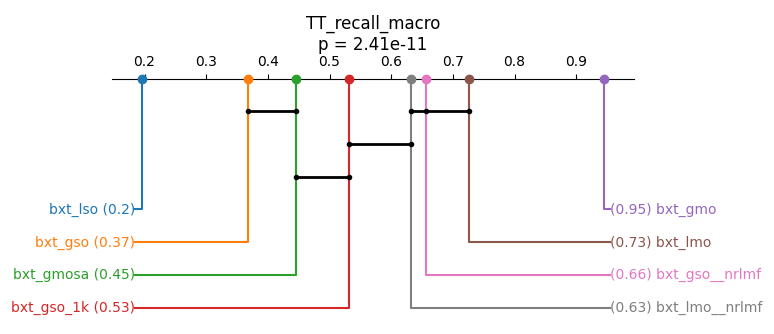 TT_recall_macro
p = 2.41e-11
0.2 0.3 0.4 0.5 0.6 0.7 0.8 0.9
bxt_lso (0.2) (0.95) bxt_gmo
bxt_gso (0.37) (0.73) bxt_lmo
bxt_gmosa (0.45) (0.66) bxt_gso__nrlmf
bxt_gso_1k (0.53) (0.63) bxt_lmo__nrlmf